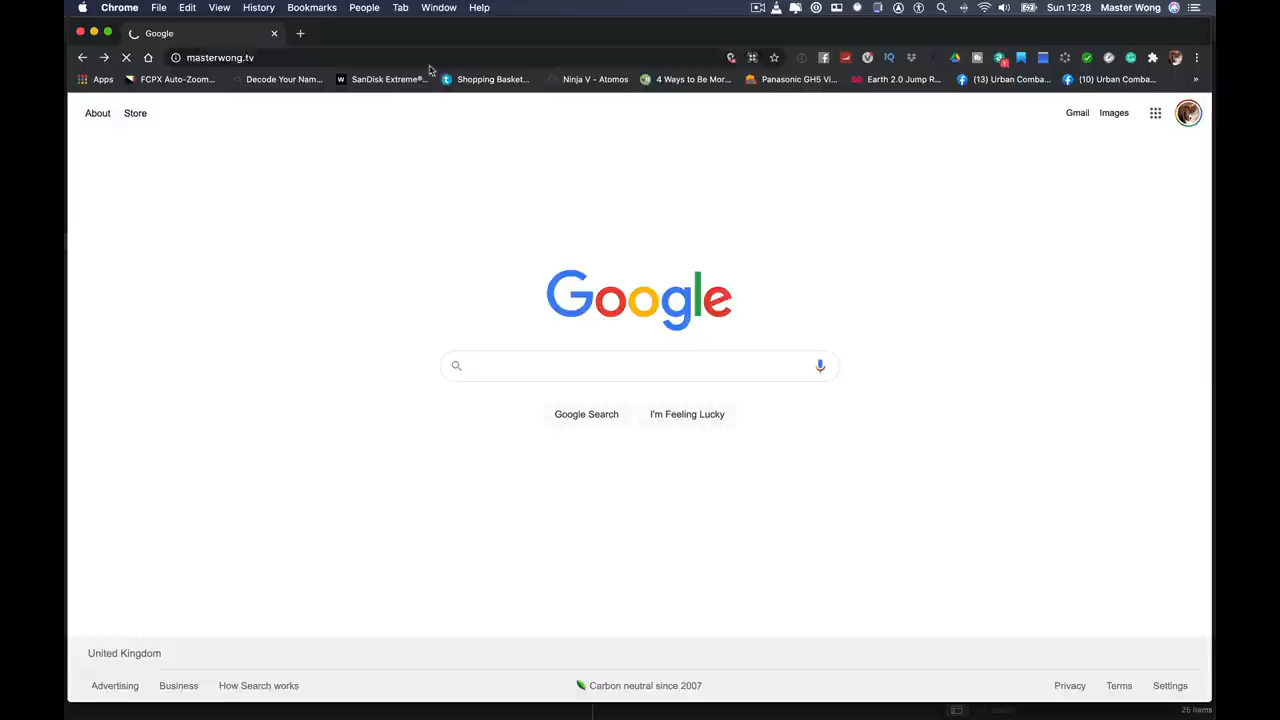 Chrome File Edit View History Bookmarks People Tab Window Help Sun 12:28 Master Wong
Google
masterwong.tv
Apps FCPX Auto-Zoom... Decode Your Nam... W SanDisk Extreme®... t Shopping Basket... Ninja V - Atomos 4 Ways to Be Mor... Panasonic GH5 Vi... GO Earth 2.0 Jump R... (13) Urban Comba... (10) Urban Comba... »
About Store Gmail Images
Google
Google Search I'm Feeling Lucky
United Kingdom
Advertising Business How Search works Carbon neutral since 2007 Privacy Terms Settings
25 items